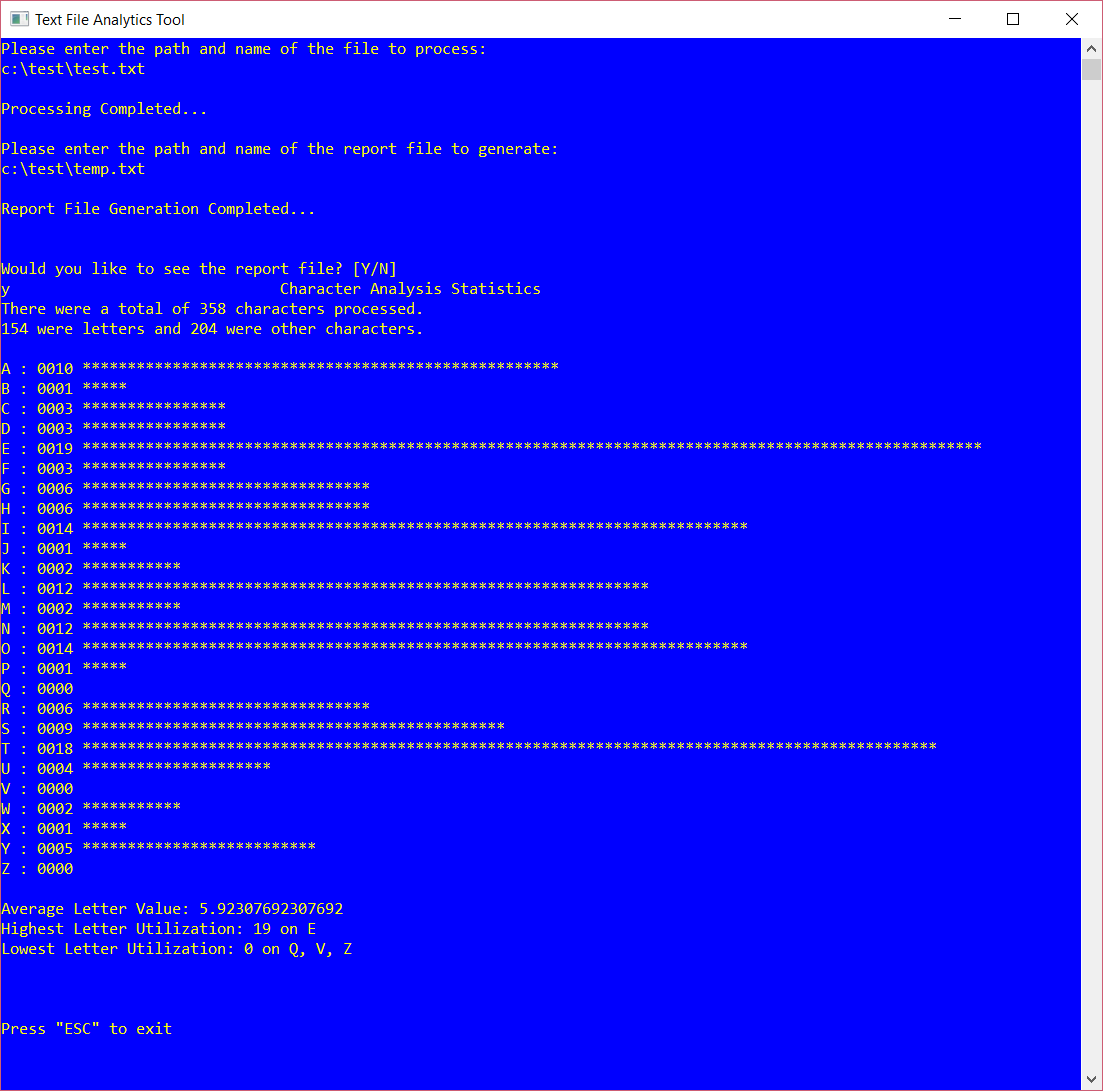 Text File Analytics Tool
Please enter the path and name of the file to process:
c:\test\test.txt
Processing Completed...
Please enter the path and name of the report file to generate:
c:\test\temp.txt
Report File Generation Completed...
Would you like to see the report file? [Y/N]
y                              Character Analysis Statistics
There were a total of 358 characters processed.
154 were letters and 204 were other characters.
A : 0010 *****************************************************
B : 0001 *****
C : 0003 ****************
D : 0003 ****************
E : 0019 ****************************************************************************************************
F : 0003 ****************
G : 0006 ********************************
H : 0006 ********************************
I : 0014 **************************************************************************
J : 0001 *****
K : 0002 ***********
L : 0012 ***************************************************************
M : 0002 ***********
N : 0012 ***************************************************************
O : 0014 **************************************************************************
P : 0001 *****
Q : 0000
R : 0006 ********************************
S : 0009 ***********************************************
T : 0018 ***********************************************************************************************
U : 0004 *********************
V : 0000
W : 0002 ***********
X : 0001 *****
Y : 0005 **************************
Z : 0000
Average Letter Value: 5.92307692307692
Highest Letter Utilization: 19 on E
Lowest Letter Utilization: 0 on Q, V, Z
Press "ESC" to exit